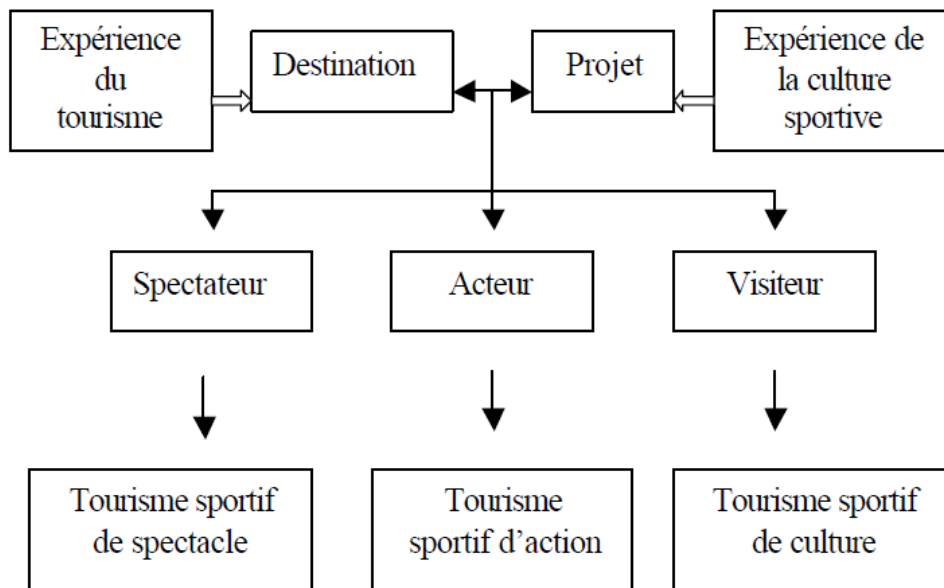 Expérience
du
tourisme
Destination
Projet
Expérience de
la culture
sportive
Spectateur
Acteur
Visiteur
Tourisme sportif
de spectacle
Tourisme
sportif d’action
Tourisme sportif
de culture